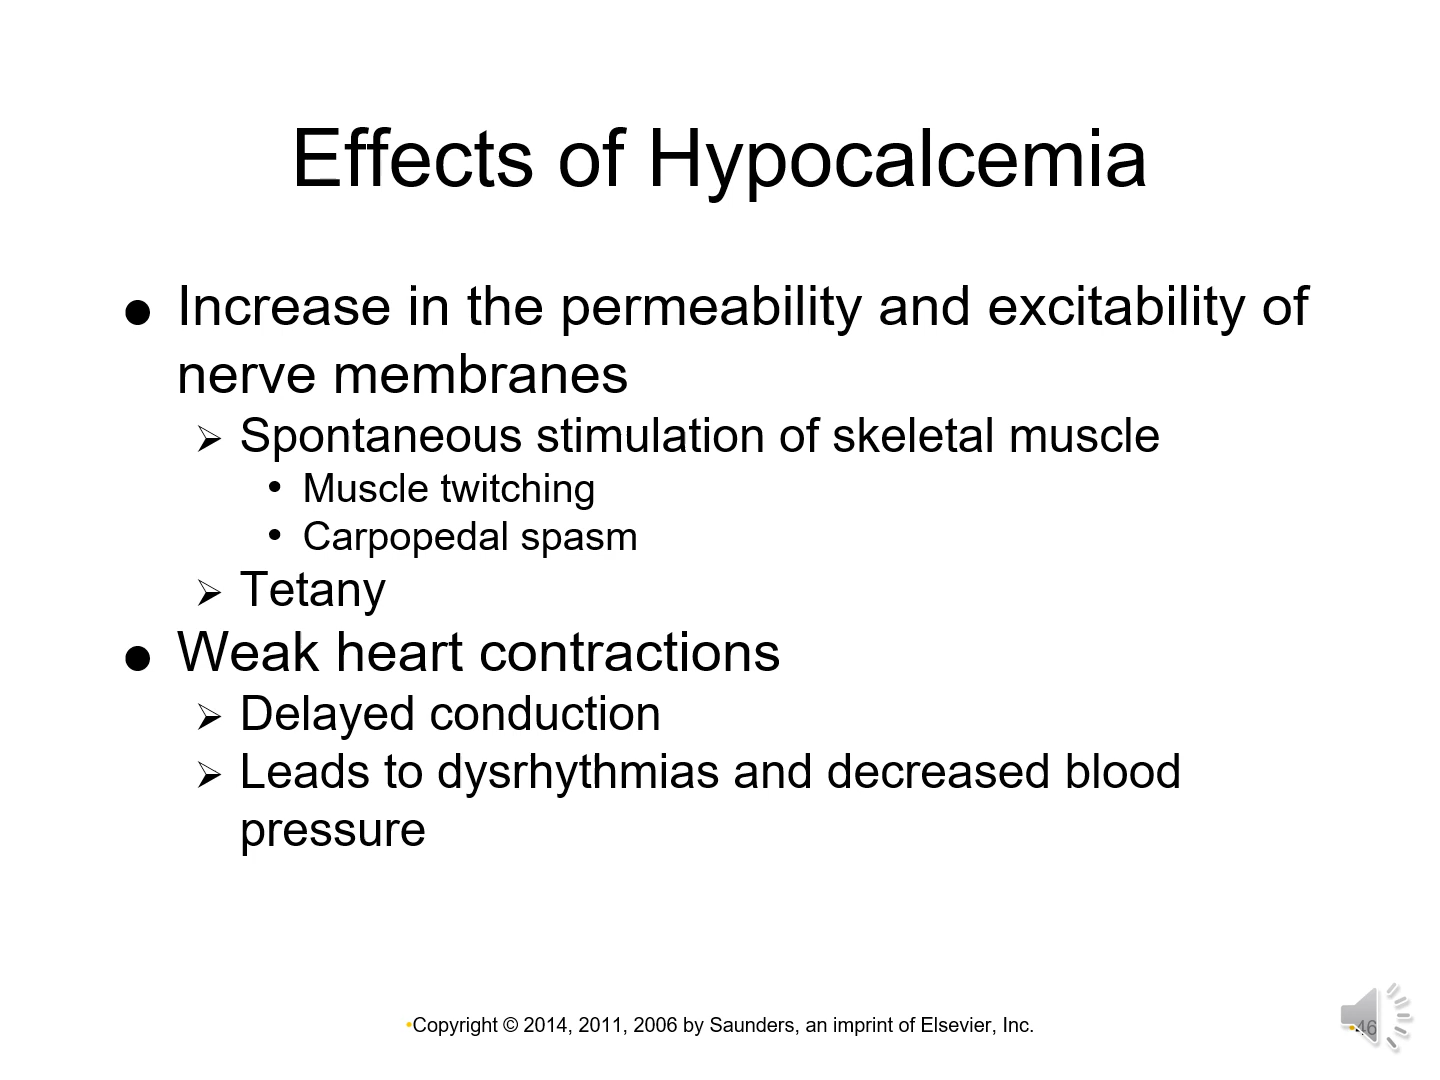 Effects of Hypocalcemia
● Increase in the permeability and excitability of
nerve membranes
➢ Spontaneous stimulation of skeletal muscle
• Muscle twitching
• Carpopedal spasm
➢ Tetany
● Weak heart contractions
➢ Delayed conduction
➢ Leads to dysrhythmias and decreased blood
pressure
•Copyright © 2014, 2011, 2006 by Saunders, an imprint of Elsevier, Inc.
•46